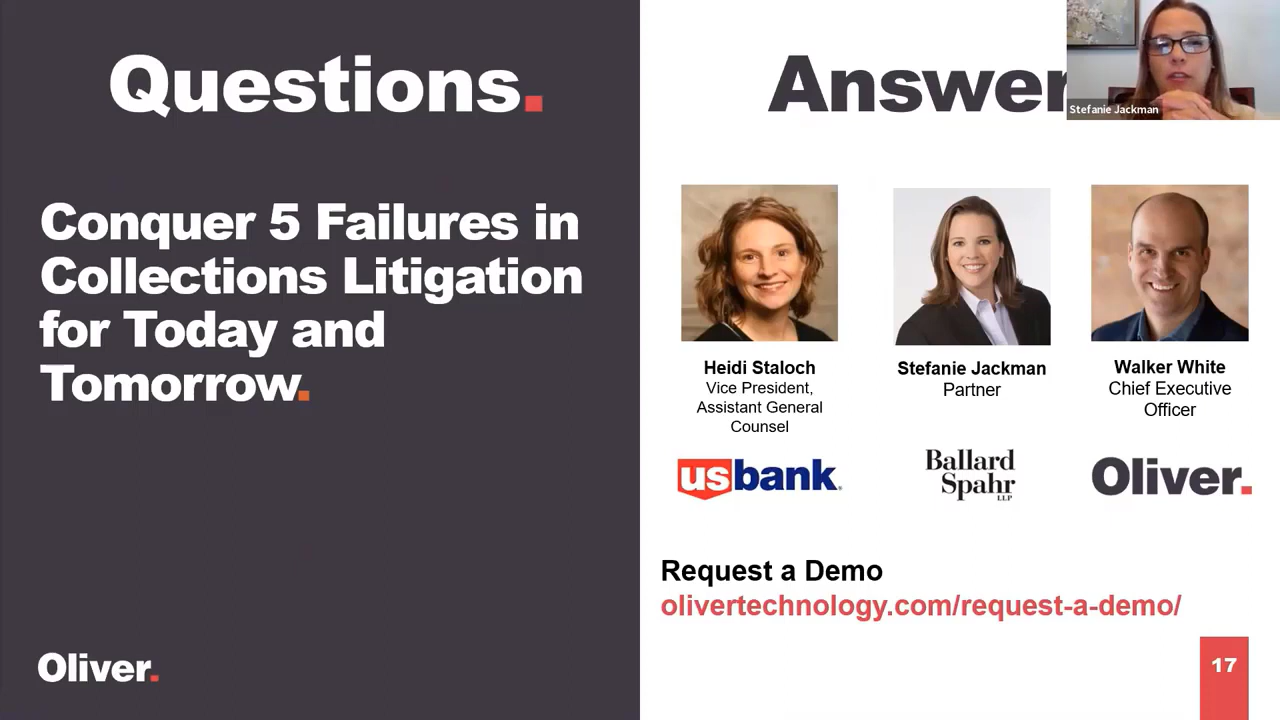 Questions.
Conquer 5 Failures in
Collections Litigation
for Today and
Tomorrow.
Oliver.
Answer
Stefanie Jackman
Heidi Staloch
Vice President,
Assistant General
Counsel
usbank.
Stefanie Jackman
Partner
Ballard
Spahr
LLP
Walker White
Chief Executive
Officer
Oliver.
Request a Demo
olivertechnology.com/request-a-demo/
17